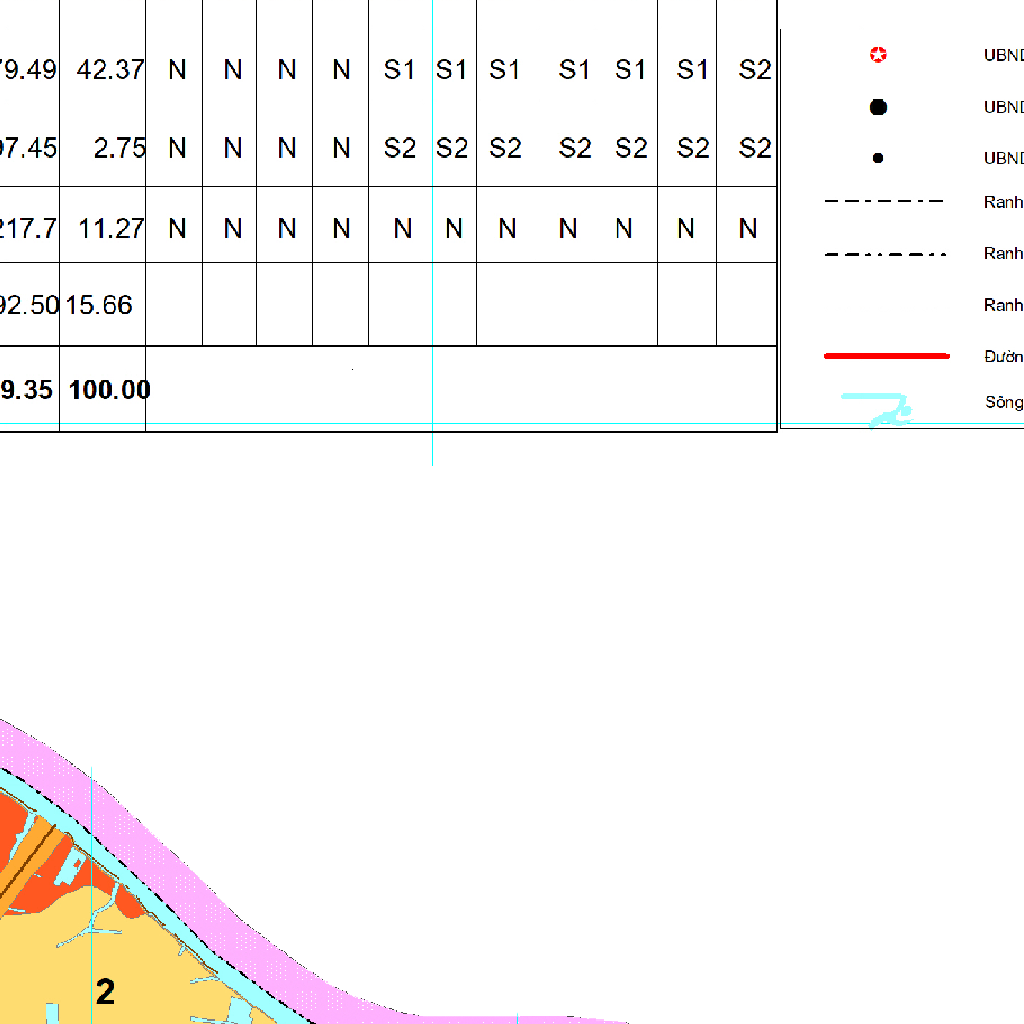 79.49 42.37 N N N N S1 S1 S1 S1 S1 S1 S2
97.45 2.75 N N N N S2 S2 S2 S2 S2 S2 S2
217.7 11.27 N N N N N N N N N N N
92.50 15.66
9.35 100.00
UBND
UBND
UBND
Ranh
Ranh
Ranh
Đườn
Sông
2